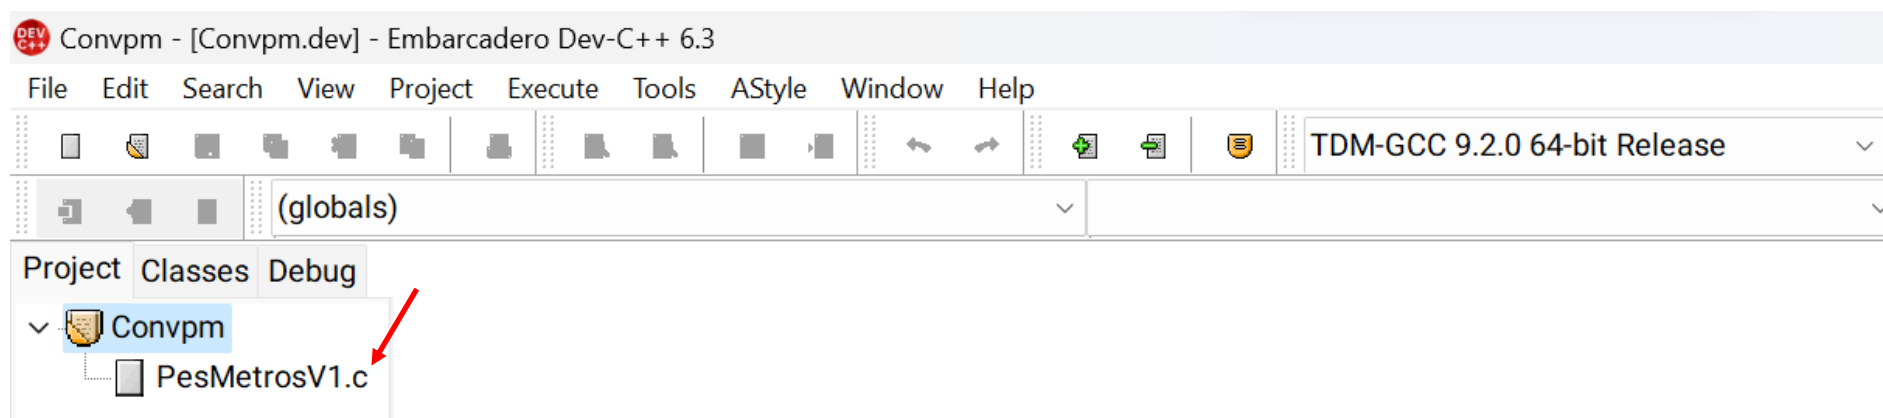 DEV C++ Convpm - [Convpm.dev] - Embarcadero Dev-C++ 6.3
File Edit Search View Project Execute Tools AStyle Window Help
TDM-GCC 9.2.0 64-bit Release
(globals)
Project Classes Debug
Convpm
PesMetrosV1.c